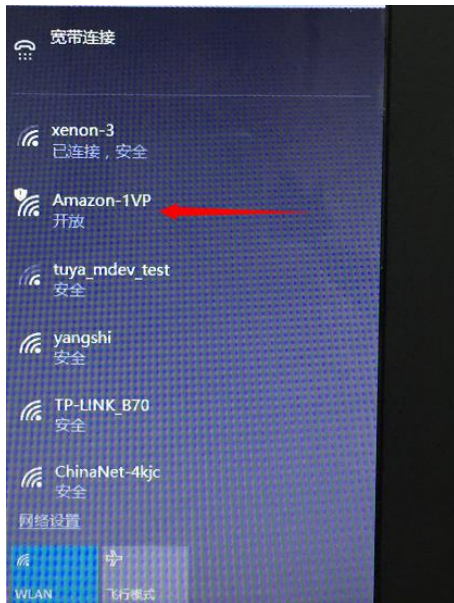 宽带连接
xenon-3
已连接，安全
Amazon-1VP
开放
tuya_mdev_test
安全
yangshi
安全
TP-LINK_B70
安全
ChinaNet-4kjc
安全
网络设置
WLAN
飞行模式